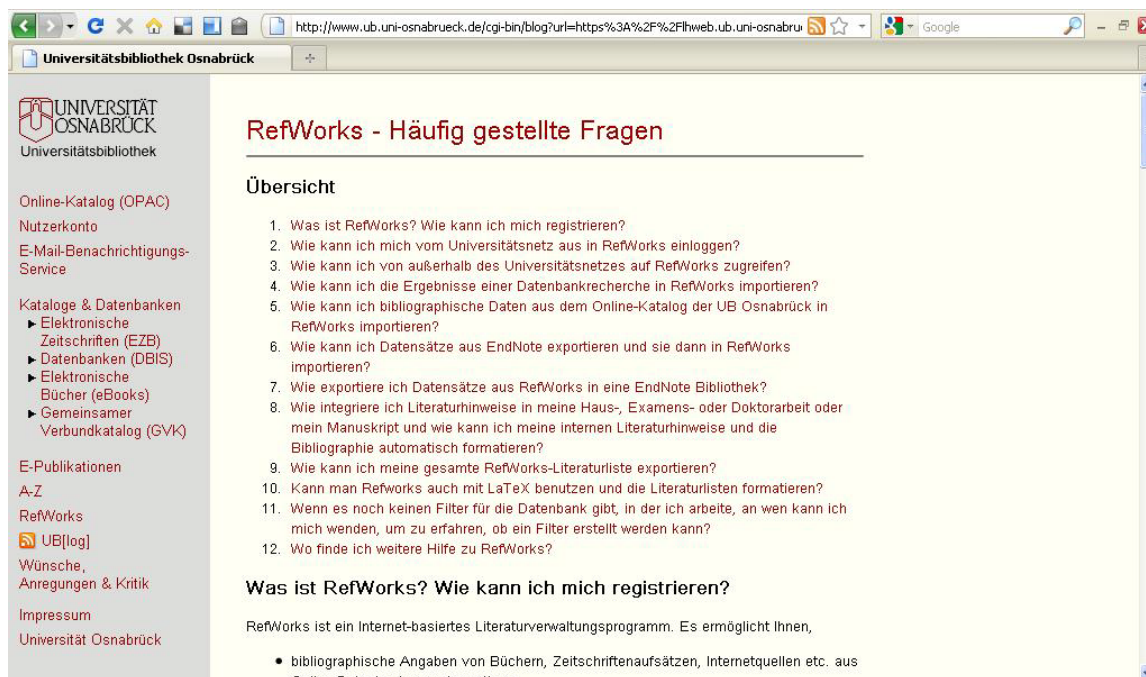 http://www.ub.uni-osnabrueck.de/cgi-bin/blog?url=https%3A%2F%2Flhweb.ub.uni-osnabru
Google
Universitätsbibliothek Osnabrück
UNIVERSITÄT
OSNABRÜCK
Universitätsbibliothek
Online-Katalog (OPAC)
Nutzerkonto
E-Mail-Benachrichtigungs-
Service
Kataloge & Datenbanken
Elektronische
Zeitschriften (EZB)
Datenbanken (DBIS)
Elektronische
Bücher (eBooks)
Gemeinsamer
Verbundkatalog (GVK)
E-Publikationen
A-Z
RefWorks
UB[log]
Wünsche,
Anregungen & Kritik
Impressum
Universität Osnabrück
RefWorks - Häufig gestellte Fragen
Übersicht
1. Was ist RefWorks? Wie kann ich mich registrieren?
2. Wie kann ich mich vom Universitätsnetz aus in RefWorks einloggen?
3. Wie kann ich von außerhalb des Universitätsnetzes auf RefWorks zugreifen?
4. Wie kann ich die Ergebnisse einer Datenbankrecherche in RefWorks importieren?
5. Wie kann ich bibliographische Daten aus dem Online-Katalog der UB Osnabrück in
RefWorks importieren?
6. Wie kann ich Datensätze aus EndNote exportieren und sie dann in RefWorks
importieren?
7. Wie exportiere ich Datensätze aus RefWorks in eine EndNote Bibliothek?
8. Wie integriere ich Literaturhinweise in meine Haus-, Examens- oder Doktorarbeit oder
mein Manuskript und wie kann ich meine internen Literaturhinweise und die
Bibliographie automatisch formatieren?
9. Wie kann ich meine gesamte RefWorks-Literaturliste exportieren?
10. Kann man Refworks auch mit LaTeX benutzen und die Literaturlisten formatieren?
11. Wenn es noch keinen Filter für die Datenbank gibt, in der ich arbeite, an wen kann ich
mich wenden, um zu erfahren, ob ein Filter erstellt werden kann?
12. Wo finde ich weitere Hilfe zu RefWorks?
Was ist RefWorks? Wie kann ich mich registrieren?
RefWorks ist ein Internet-basiertes Literaturverwaltungsprogramm. Es ermöglicht Ihnen,
bibliographische Angaben von Büchern, Zeitschriftenaufsätzen, Internetquellen etc. aus